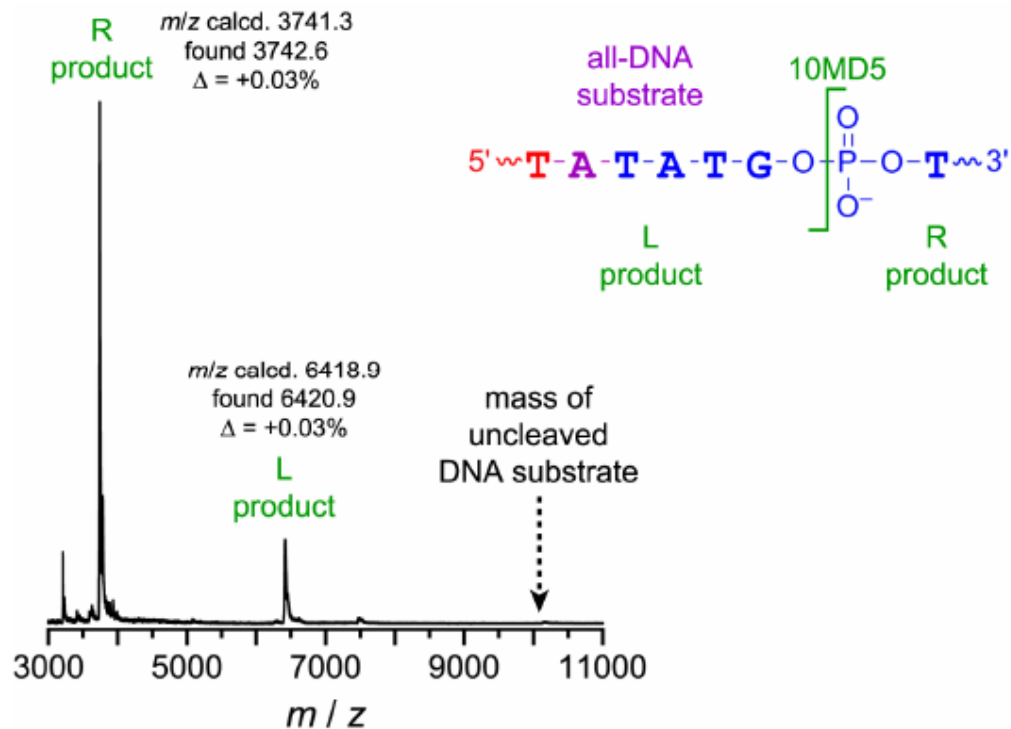 R
product
m/z calcd. 3741.3
found 3742.6
Δ = +0.03%
all-DNA
substrate
10MD5
5' T-A-T-A-T-G-O-P-O-T 3'
O
O⁻
L
product
R
product
m/z calcd. 6418.9
found 6420.9
Δ = +0.03%
L
product
mass of
uncleaved
DNA substrate
3000 5000 7000 9000 11000
m / z